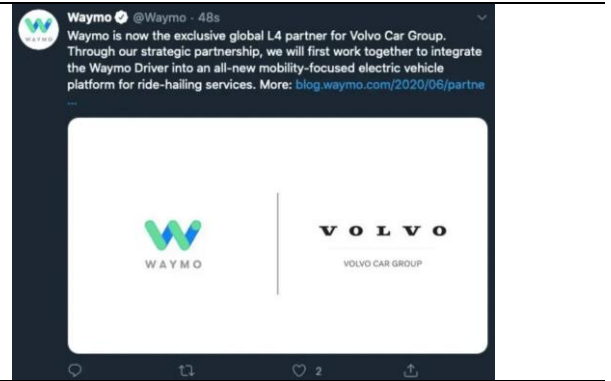 Waymo @Waymo · 48s
Waymo is now the exclusive global L4 partner for Volvo Car Group.
Through our strategic partnership, we will first work together to integrate
the Waymo Driver into an all-new mobility-focused electric vehicle
platform for ride-hailing services. More: blog.waymo.com/2020/06/partne
...
WAYMO
VOLVO
VOLVO CAR GROUP
2